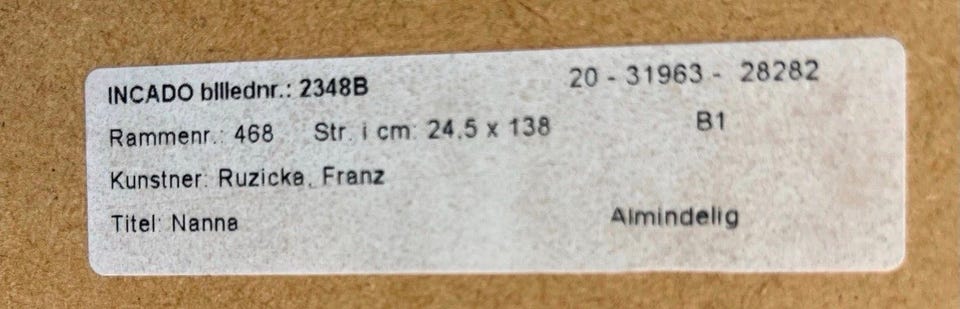 INCADO billednr.: 2348B 20 - 31963 - 28282
Rammenr.: 468 Str. i cm: 24.5 x 138 B1
Kunstner: Ruzicka, Franz
Titel: Nanna Almindelig